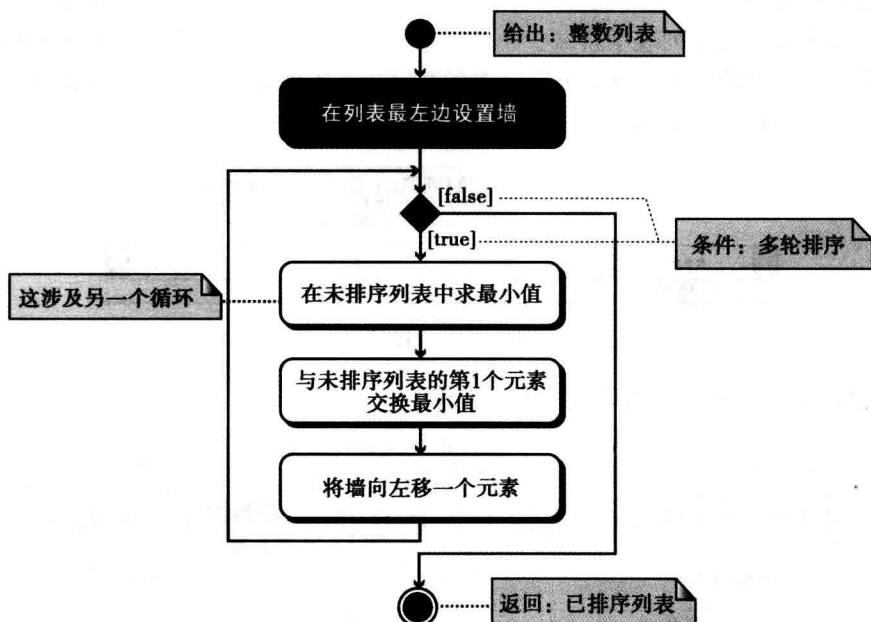 给出：整数列表
在列表最左边设置墙
[false]
[true]
条件：多轮排序
这涉及另一个循环
在未排序列表中求最小值
与未排序列表的第1个元素
交换最小值
将墙向左移一个元素
返回：已排序列表